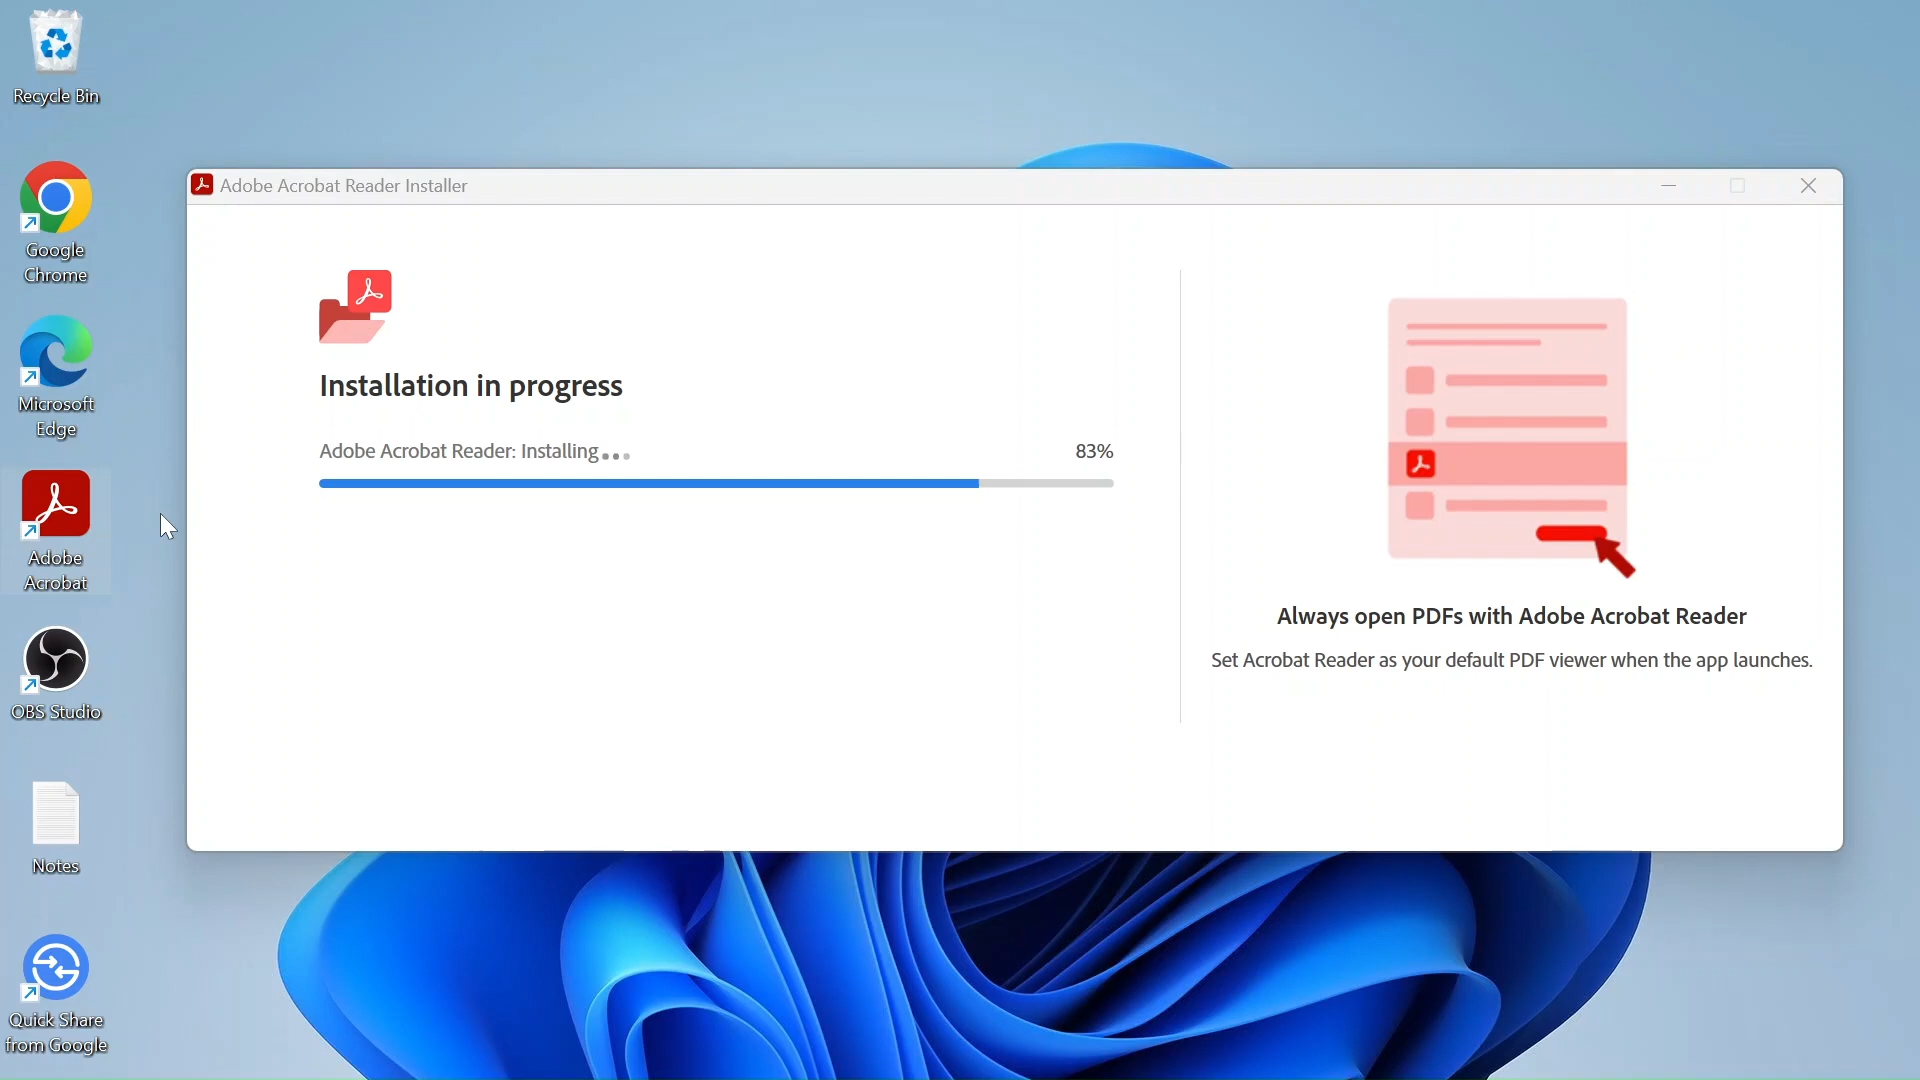 Recycle Bin
Google
Chrome
Microsoft
Edge
Adobe
Acrobat
OBS Studio
Notes
Quick Share
from Google
Adobe Acrobat Reader Installer
Installation in progress
Adobe Acrobat Reader: Installing...
83%
Always open PDFs with Adobe Acrobat Reader
Set Acrobat Reader as your default PDF viewer when the app launches.